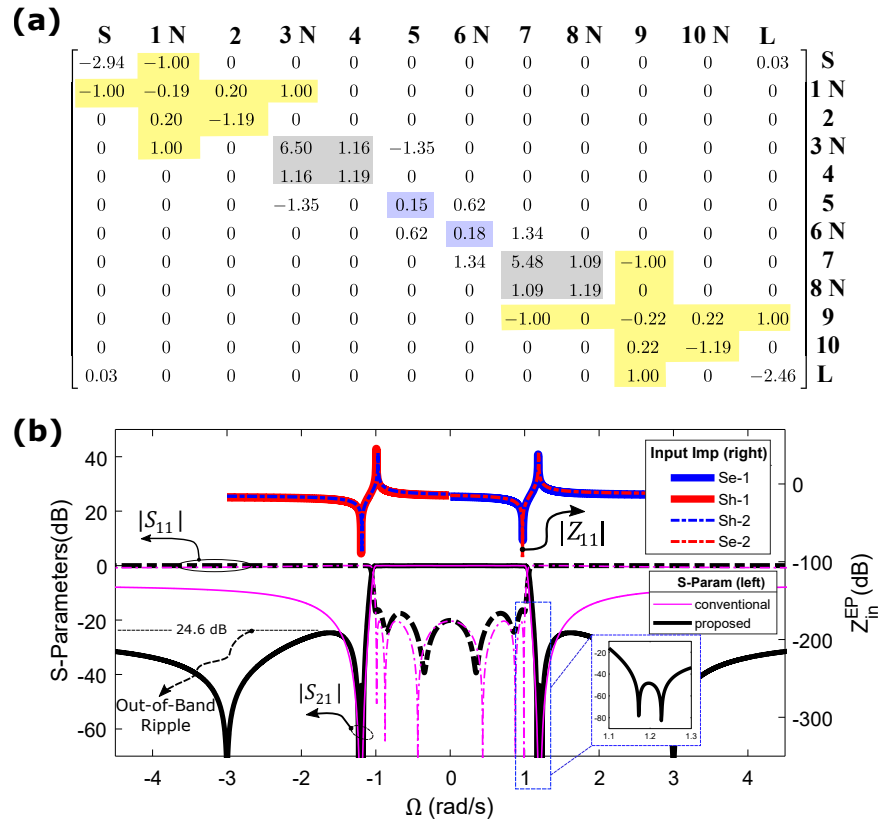 (a)
S 1 N 2 3 N 4 5 6 N 7 8 N 9 10 N L
−2.94 −1.00 0 0 0 0 0 0 0 0 0 0.03 S
−1.00 −0.19 0.20 1.00 0 0 0 0 0 0 0 0 1 N
0 0.20 −1.19 0 0 0 0 0 0 0 0 0 2
0 1.00 0 6.50 1.16 −1.35 0 0 0 0 0 0 3 N
0 0 0 1.16 1.19 0 0 0 0 0 0 0 4
0 0 0 −1.35 0 0.15 0.62 0 0 0 0 0 5
0 0 0 0 0 0.62 0.18 1.34 0 0 0 0 6 N
0 0 0 0 0 0 1.34 5.48 1.09 −1.00 0 0 7
0 0 0 0 0 0 0 1.09 1.19 0 0 0 8 N
0 0 0 0 0 0 0 −1.00 0 −0.22 0.22 1.00 9
0 0 0 0 0 0 0 0 0 0.22 −1.19 0 10
0.03 0 0 0 0 0 0 0 0 1.00 0 −2.46 L
(b)
S-Parameters(dB)
40
20
0
-20
-40
-60
|S11|
24.6 dB
Out-of-Band
Ripple
|S21|
|Z11|
Input Imp (right)
Se-1
Sh-1
Sh-2
Se-2
S-Param (left)
conventional
proposed
-20
-40
-60
-80
1.1 1.2 1.3
0
-100
-200
-300
Z_in^EP(dB)
-4 -3 -2 -1 0 1 2 3 4
Ω (rad/s)